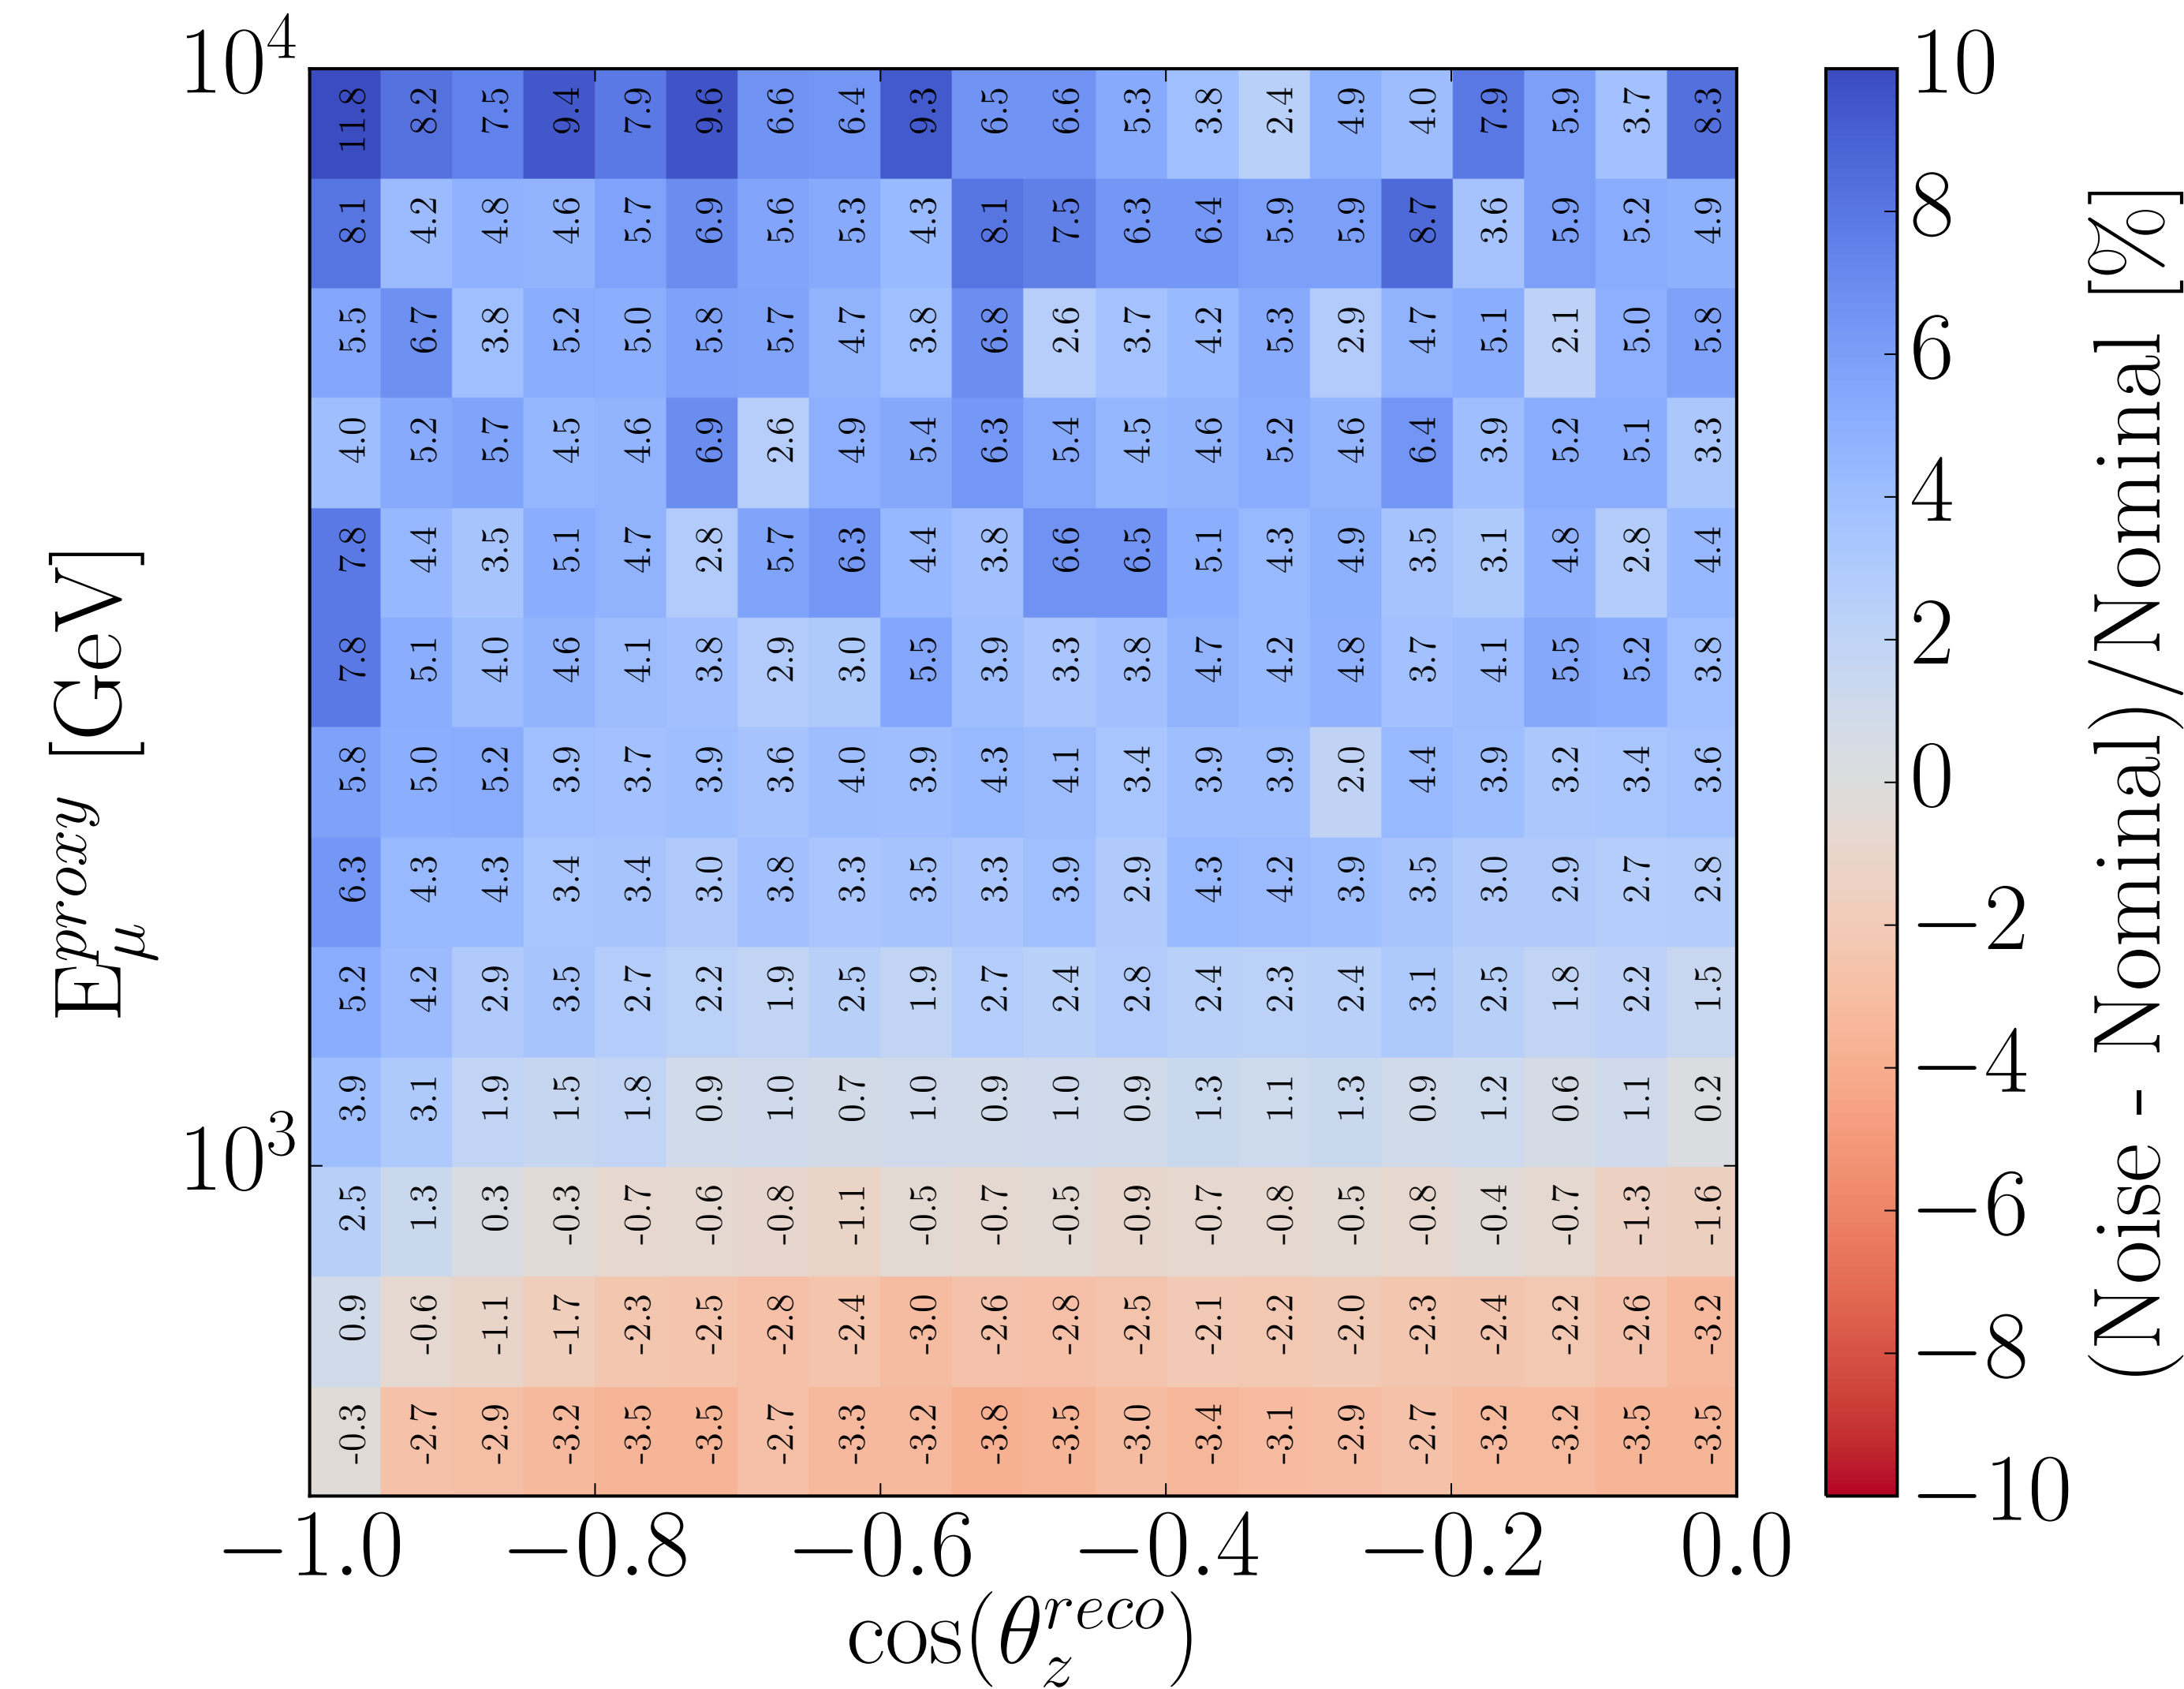 10^4
11.8 8.2 7.5 9.4 7.9 9.6 6.6 6.4 9.3 6.5 6.6 5.3 3.8 2.4 4.9 4.0 7.9 5.9 3.7 8.3
8.1 4.2 4.8 4.6 5.7 6.9 5.6 5.3 4.3 8.1 7.5 6.3 6.4 5.9 5.9 8.7 3.6 5.9 5.2 4.9
5.5 6.7 3.8 5.2 5.0 5.8 5.7 4.7 3.8 6.8 2.6 3.7 4.2 5.3 2.9 4.7 5.1 2.1 5.0 5.8
4.0 5.2 5.7 4.5 4.6 6.9 2.6 4.9 5.4 6.3 5.4 4.5 4.6 5.2 4.6 6.4 3.9 5.2 5.1 3.3
7.8 4.4 3.5 5.1 4.7 2.8 5.7 6.3 4.4 3.8 6.6 6.5 5.1 4.3 4.9 3.5 3.1 4.8 2.8 4.4
7.8 5.1 4.0 4.6 4.1 3.8 2.9 3.0 5.5 3.9 3.3 3.8 4.7 4.2 4.8 3.7 4.1 5.5 5.2 3.8
5.8 5.0 5.2 3.9 3.7 3.9 3.6 4.0 3.9 4.3 4.1 3.4 3.9 3.9 2.0 4.4 3.9 3.2 3.4 3.6
6.3 4.3 4.3 3.4 3.4 3.0 3.8 3.3 3.5 3.3 3.9 2.9 4.3 4.2 3.9 3.5 3.0 2.9 2.7 2.8
5.2 4.2 2.9 3.5 2.7 2.2 1.9 2.5 1.9 2.7 2.4 2.8 2.4 2.3 2.4 3.1 2.5 1.8 2.2 1.5
3.9 3.1 1.9 1.5 1.8 0.9 1.0 0.7 1.0 0.9 1.0 0.9 1.3 1.1 1.3 0.9 1.2 0.6 1.1 0.2
10^3
2.5 1.3 0.3 -0.3 -0.7 -0.6 -0.8 -1.1 -0.5 -0.7 -0.5 -0.9 -0.7 -0.8 -0.5 -0.8 -0.4 -0.7 -1.3 -1.6
0.9 -0.6 -1.1 -1.7 -2.3 -2.5 -2.8 -2.4 -3.0 -2.6 -2.8 -2.5 -2.1 -2.2 -2.0 -2.3 -2.4 -2.2 -2.6 -3.2
-0.3 -2.7 -2.9 -3.2 -3.5 -3.5 -2.7 -3.3 -3.2 -3.8 -3.5 -3.0 -3.4 -3.1 -2.9 -2.7 -3.2 -3.2 -3.5 -3.5
−1.0 −0.8 −0.6 −0.4 −0.2 0.0
cos(θ_z^{reco})
E_μ^{proxy} [GeV]
10
8
6
4
2
0
−2
−4
−6
−8
−10
(Noise - Nominal)/Nominal [%]